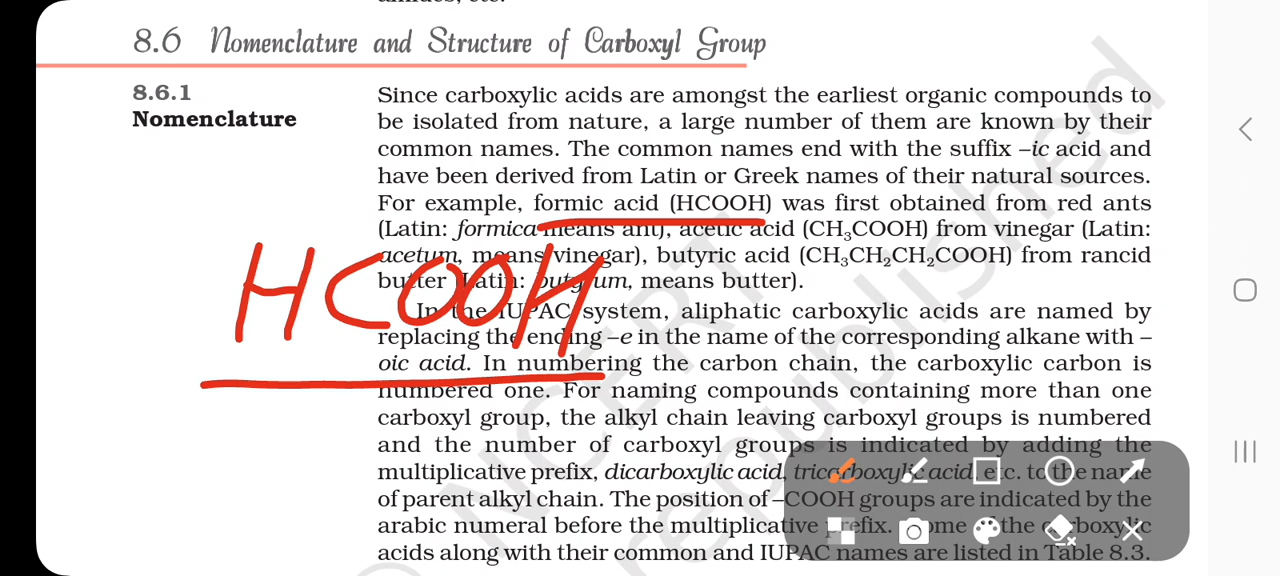 8.6 Nomenclature and Structure of Carboxyl Group
8.6.1
Nomenclature
Since carboxylic acids are amongst the earliest organic compounds to
be isolated from nature, a large number of them are known by their
common names. The common names end with the suffix –ic acid and
have been derived from Latin or Greek names of their natural sources.
For example, formic acid (HCOOH) was first obtained from red ants
(Latin: formica means ant), acetic acid (CH₃COOH) from vinegar (Latin:
acetum, means vinegar), butyric acid (CH₃CH₂CH₂COOH) from rancid
butter (Latin: butyrum, means butter).
HCOOH
In the IUPAC system, aliphatic carboxylic acids are named by
replacing the ending –e in the name of the corresponding alkane with –
oic acid. In numbering the carbon chain, the carboxylic carbon is
numbered one. For naming compounds containing more than one
carboxyl group, the alkyl chain leaving carboxyl groups is numbered
and the number of carboxyl groups is indicated by adding the
multiplicative prefix, dicarboxylic acid, tricarboxylic acid, etc. to the name
of parent alkyl chain. The position of –COOH groups are indicated by the
arabic numeral before the multiplicative prefix. Some of the carboxylic
acids along with their common and IUPAC names are listed in Table 8.3.
NCERT
republished